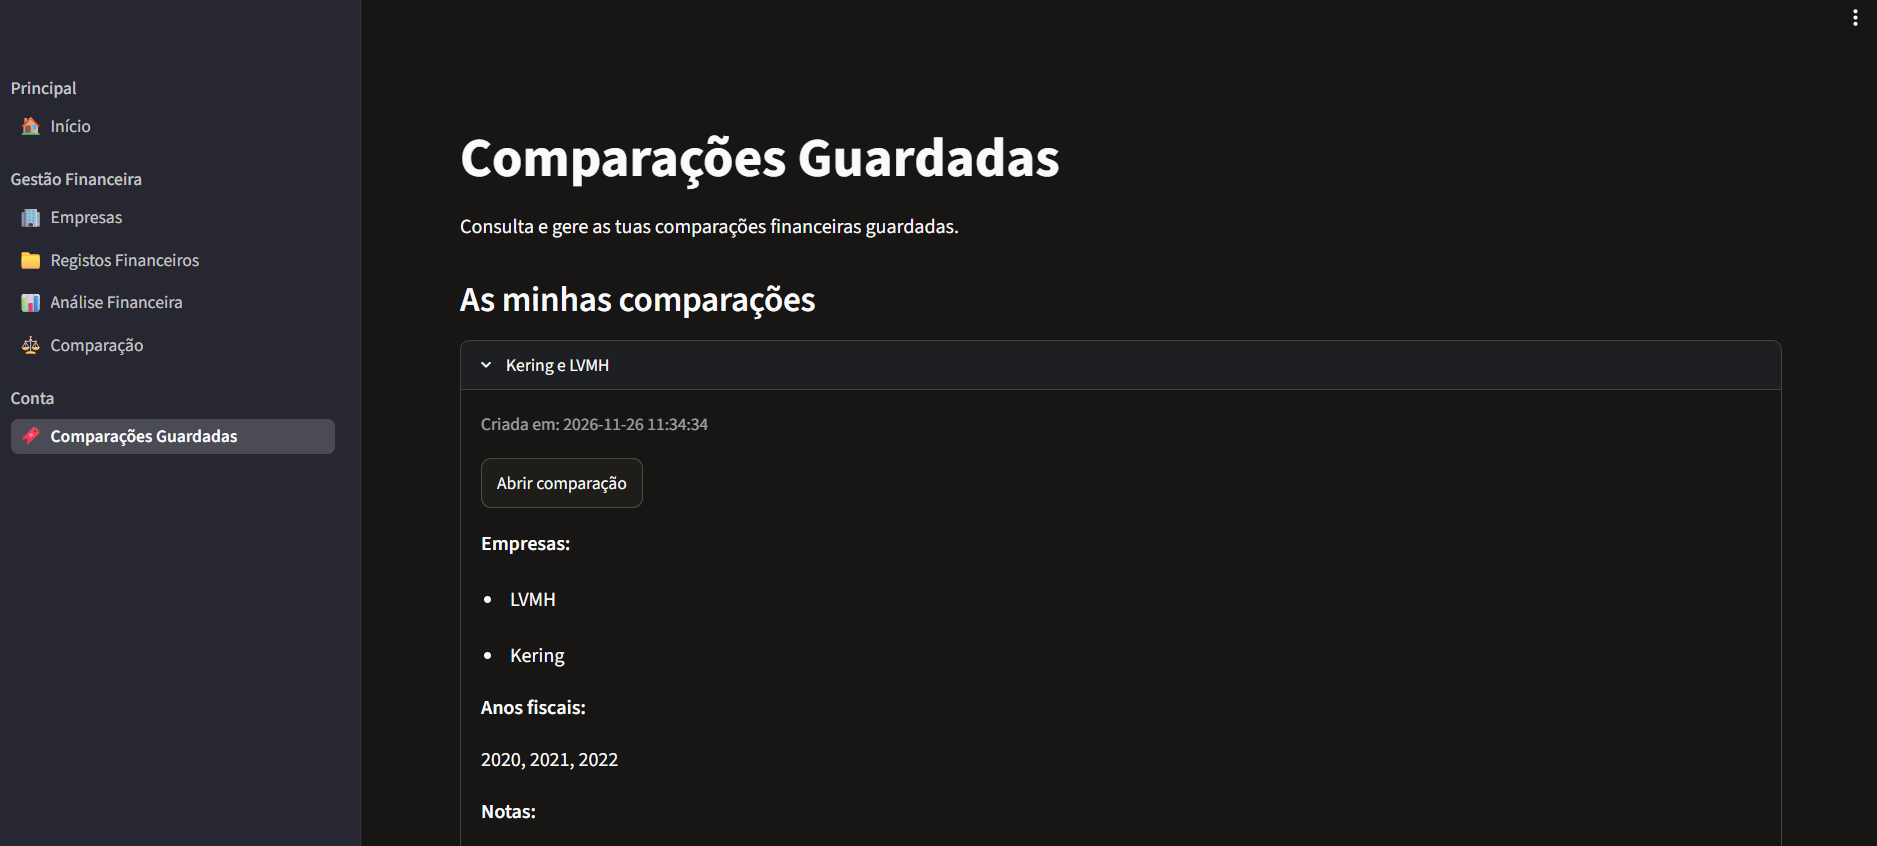 Principal
Início
Gestão Financeira
Empresas
Registos Financeiros
Análise Financeira
Comparação
Conta
Comparações Guardadas
Comparações Guardadas
Consulta e gere as tuas comparações financeiras guardadas.
As minhas comparações
Kering e LVMH
Criada em: 2026-11-26 11:34:34
Abrir comparação
Empresas:
• LVMH
• Kering
Anos fiscais:
2020, 2021, 2022
Notas: